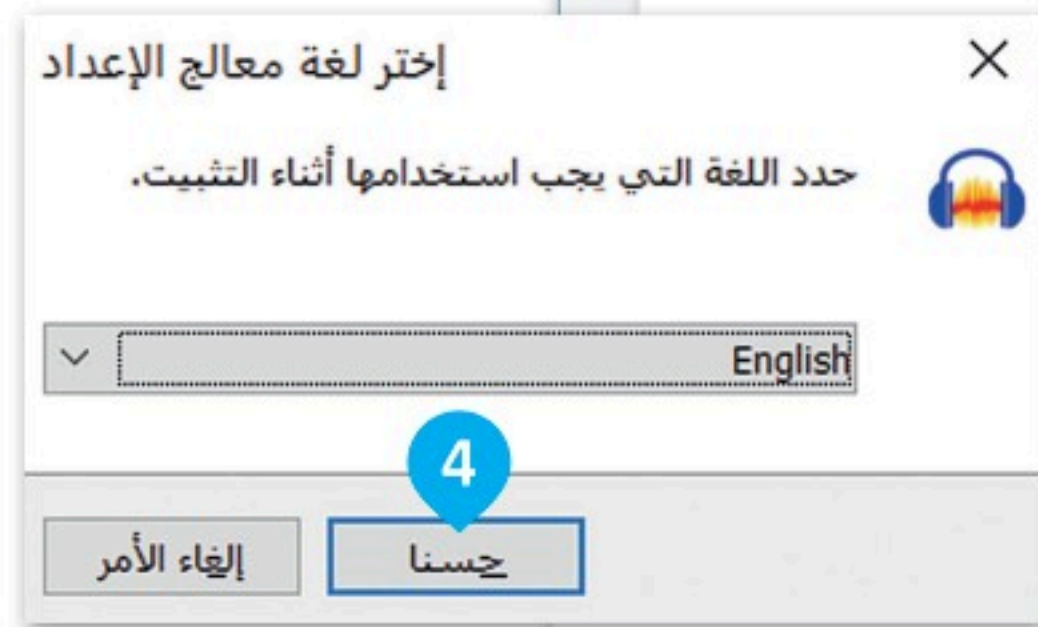 إختر لغة معالج الإعداد
حدد اللغة التي يجب استخدامها أثناء التثبيت.
English
4
حسنا
إلغاء الأمر